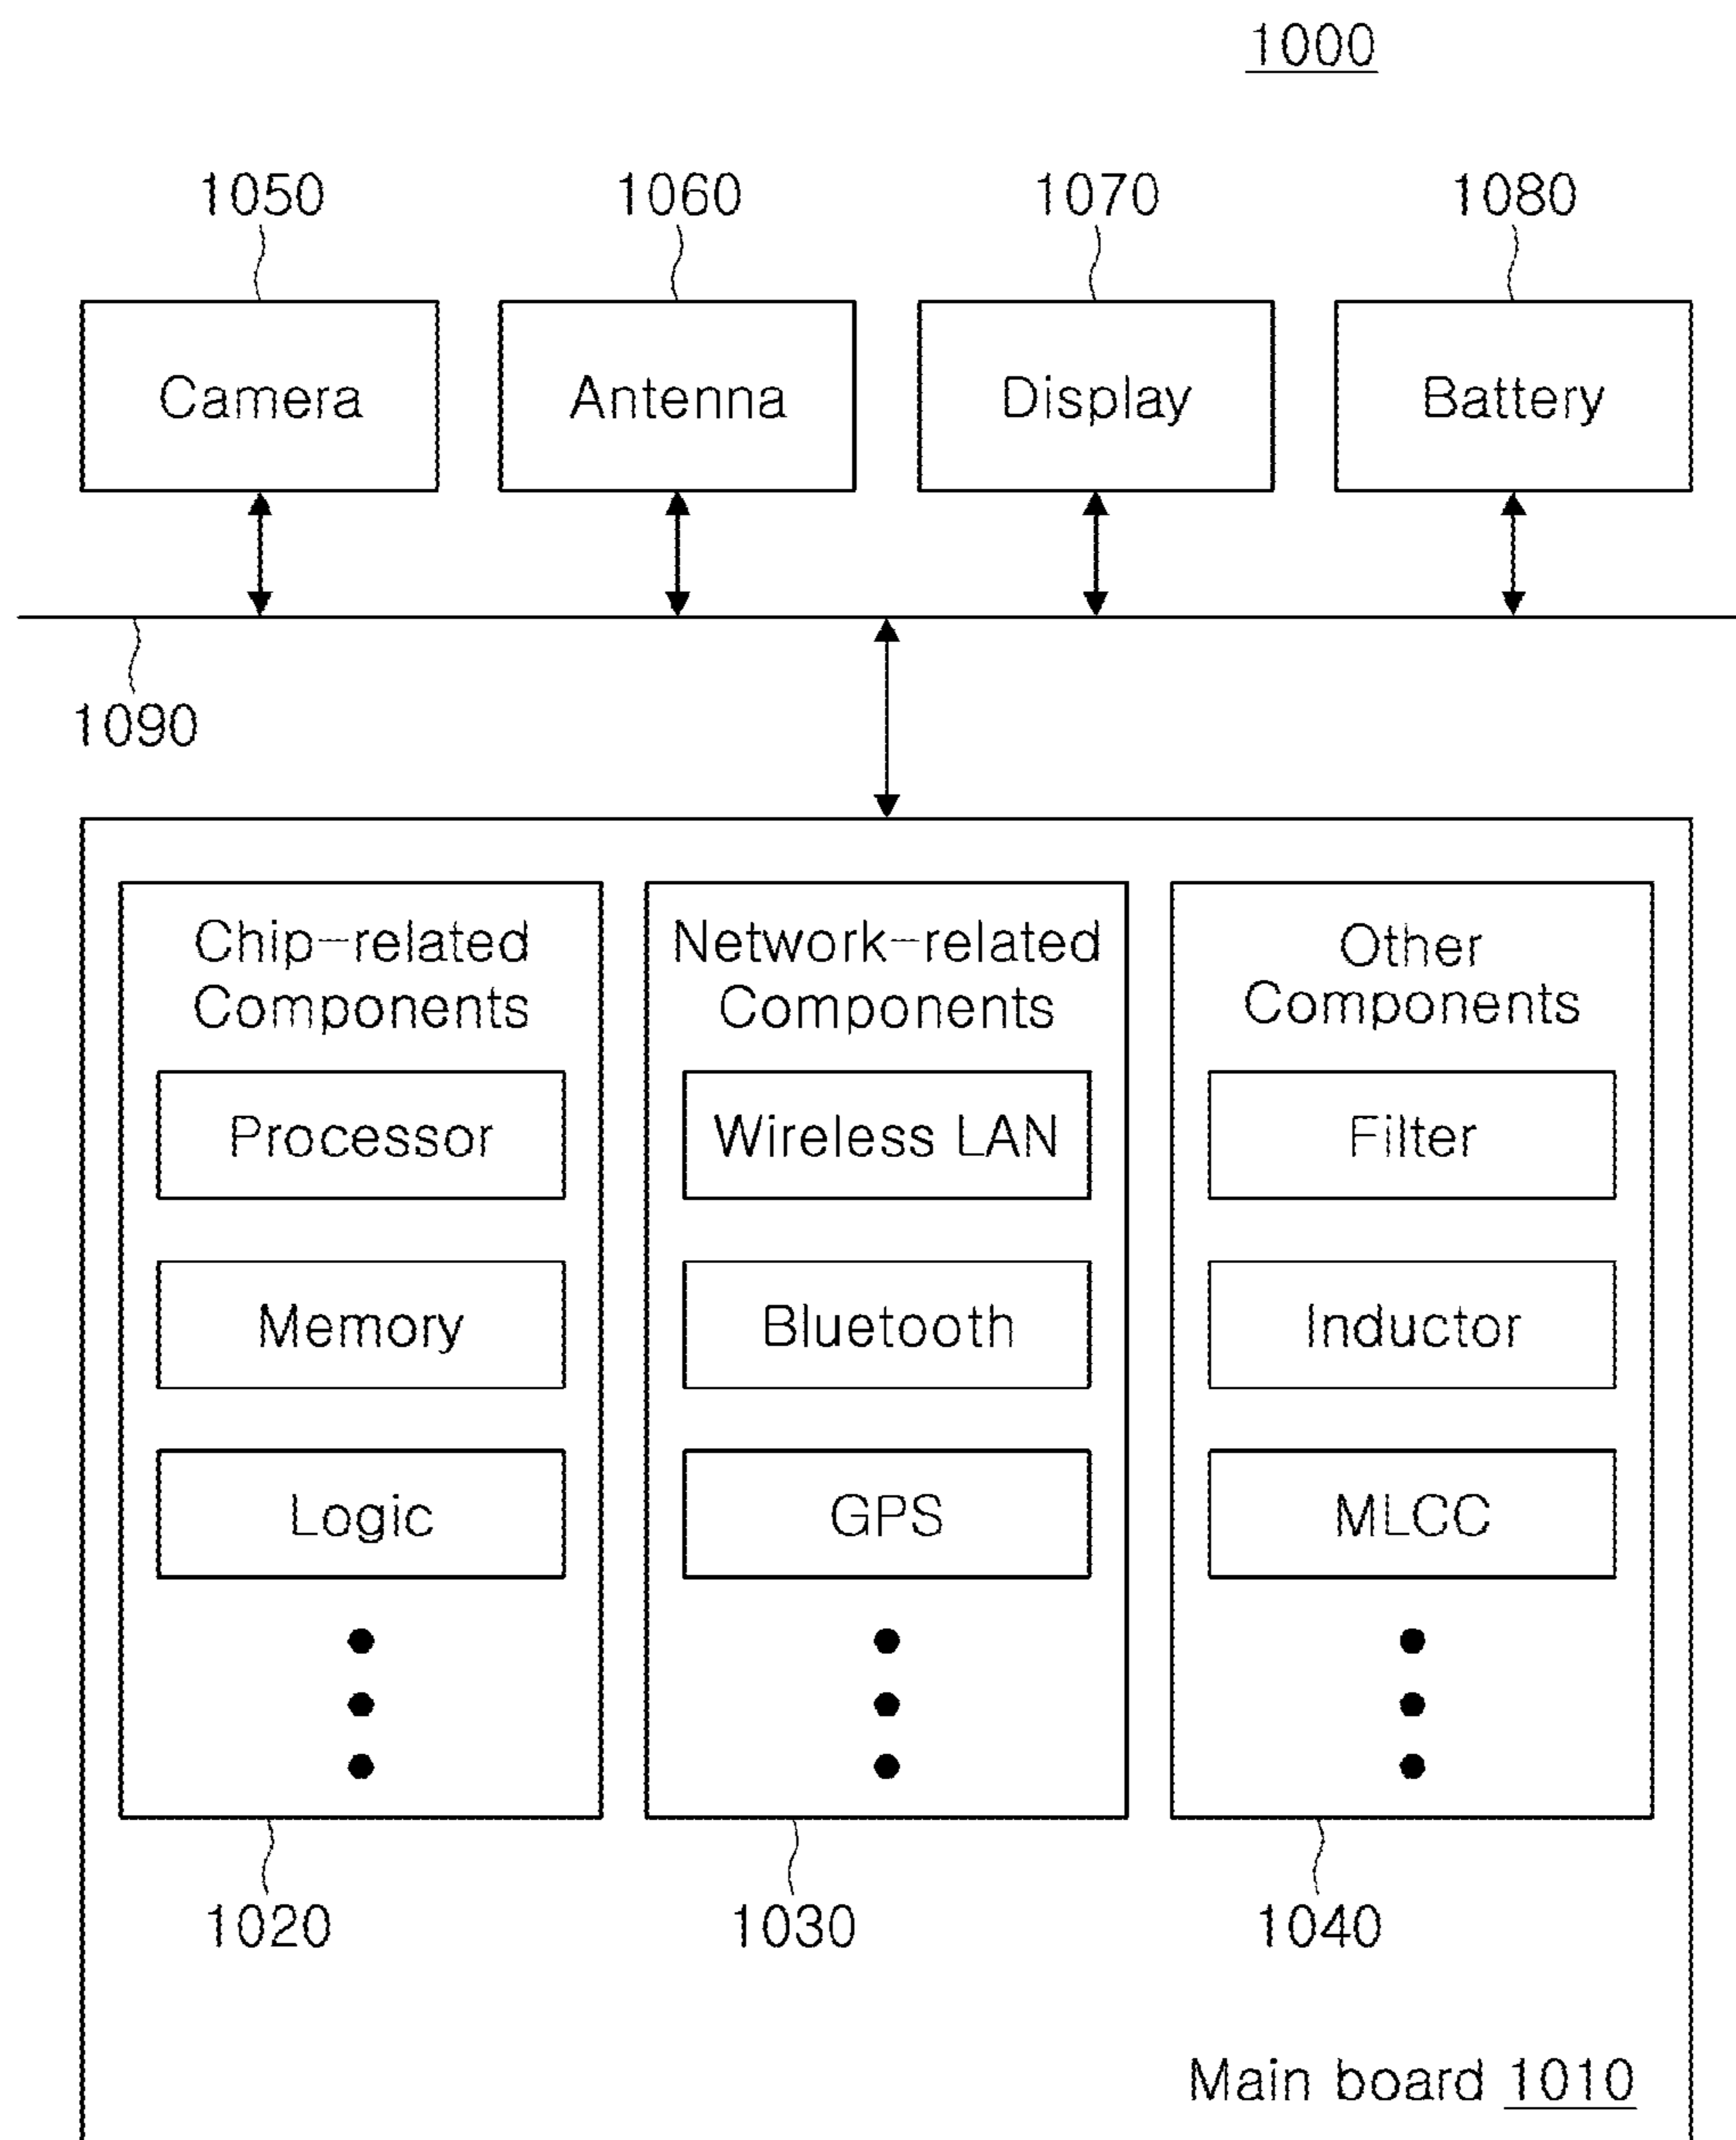 1000
1050
1060
1070
1080
Camera
Antenna
Display
Battery
1090
Chip-related
Components
Processor
Memory
Logic
1020
Network-related
Components
Wireless LAN
Bluetooth
GPS
1030
Other
Components
Filter
Inductor
MLCC
1040
Main board 1010